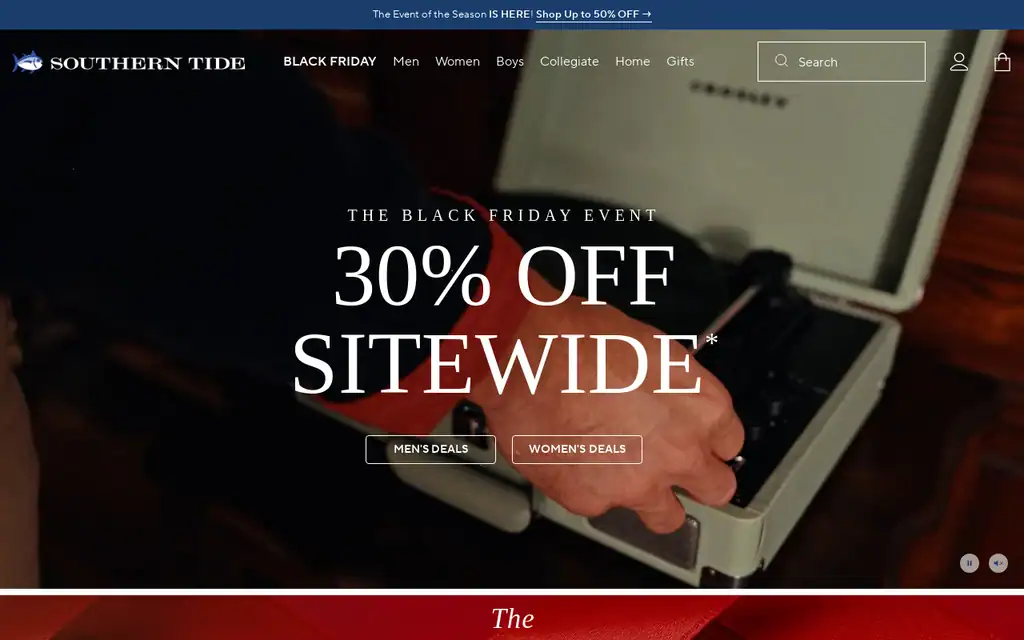 The Event of the Season IS HERE! Shop Up to 50% OFF →
SOUTHERN TIDE
BLACK FRIDAY Men Women Boys Collegiate Home Gifts
Search
CROSLEY
THE BLACK FRIDAY EVENT
30% OFF
SITEWIDE*
MEN'S DEALS WOMEN'S DEALS
The